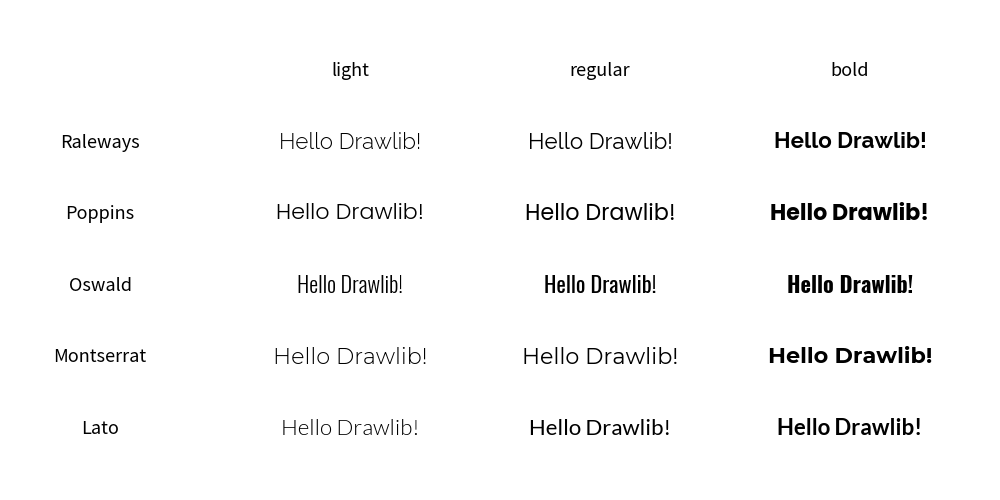 light regular bold
Raleways Hello Drawlib! Hello Drawlib! Hello Drawlib!
Poppins Hello Drawlib! Hello Drawlib! Hello Drawlib!
Oswald Hello Drawlib! Hello Drawlib! Hello Drawlib!
Montserrat Hello Drawlib! Hello Drawlib! Hello Drawlib!
Lato Hello Drawlib! Hello Drawlib! Hello Drawlib!